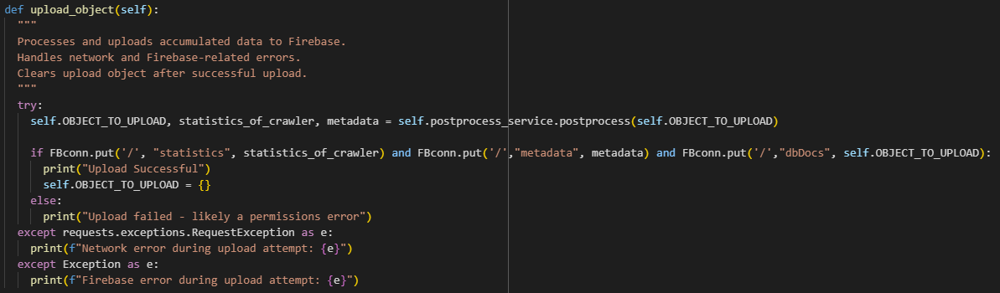 def upload_object(self):
"""
Processes and uploads accumulated data to Firebase.
Handles network and Firebase-related errors.
Clears upload object after successful upload.
"""
try:
self.OBJECT_TO_UPLOAD, statistics_of_crawler, metadata = self.postprocess_service.postprocess(self.OBJECT_TO_UPLOAD)
if FBconn.put('/', "statistics", statistics_of_crawler) and FBconn.put('/',"metadata", metadata) and FBconn.put('/',"dbDocs", self.OBJECT_TO_UPLOAD):
print("Upload Successful")
self.OBJECT_TO_UPLOAD = {}
else:
print("Upload failed - likely a permissions error")
except requests.exceptions.RequestException as e:
print(f"Network error during upload attempt: {e}")
except Exception as e:
print(f"Firebase error during upload attempt: {e}")